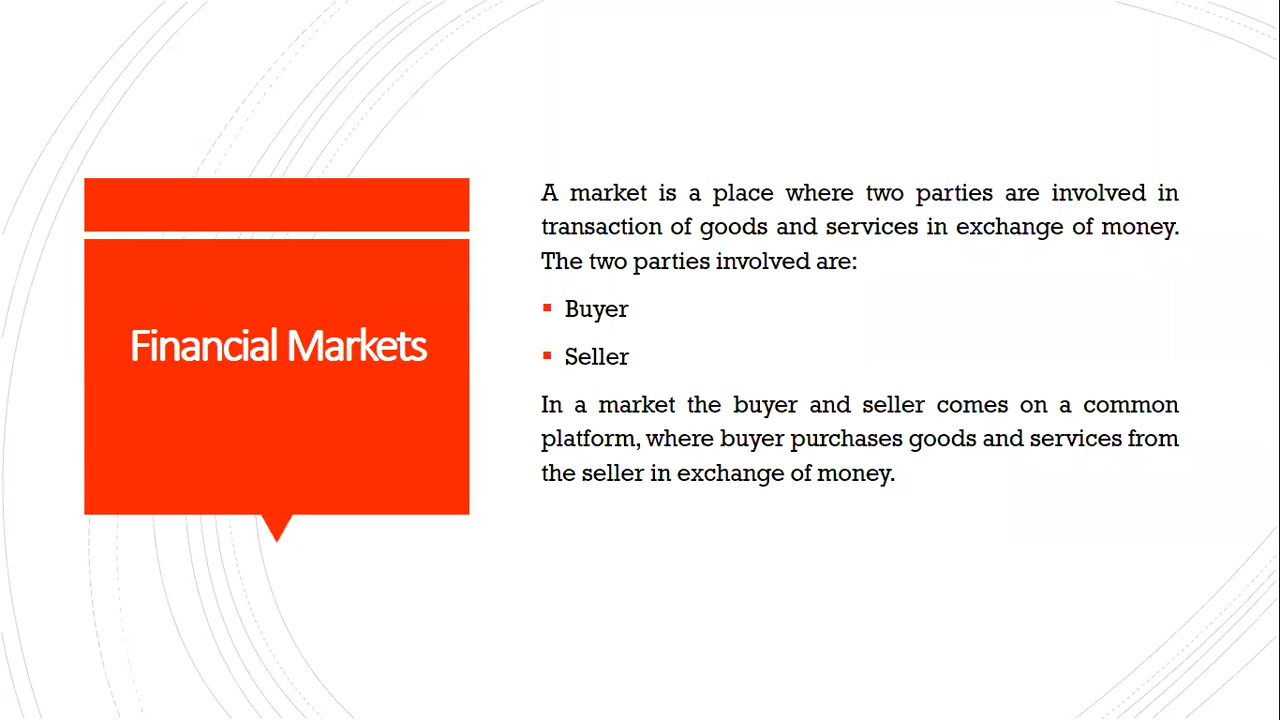 Financial Markets
A market is a place where two parties are involved in
transaction of goods and services in exchange of money.
The two parties involved are:
Buyer
Seller
In a market the buyer and seller comes on a common
platform, where buyer purchases goods and services from
the seller in exchange of money.